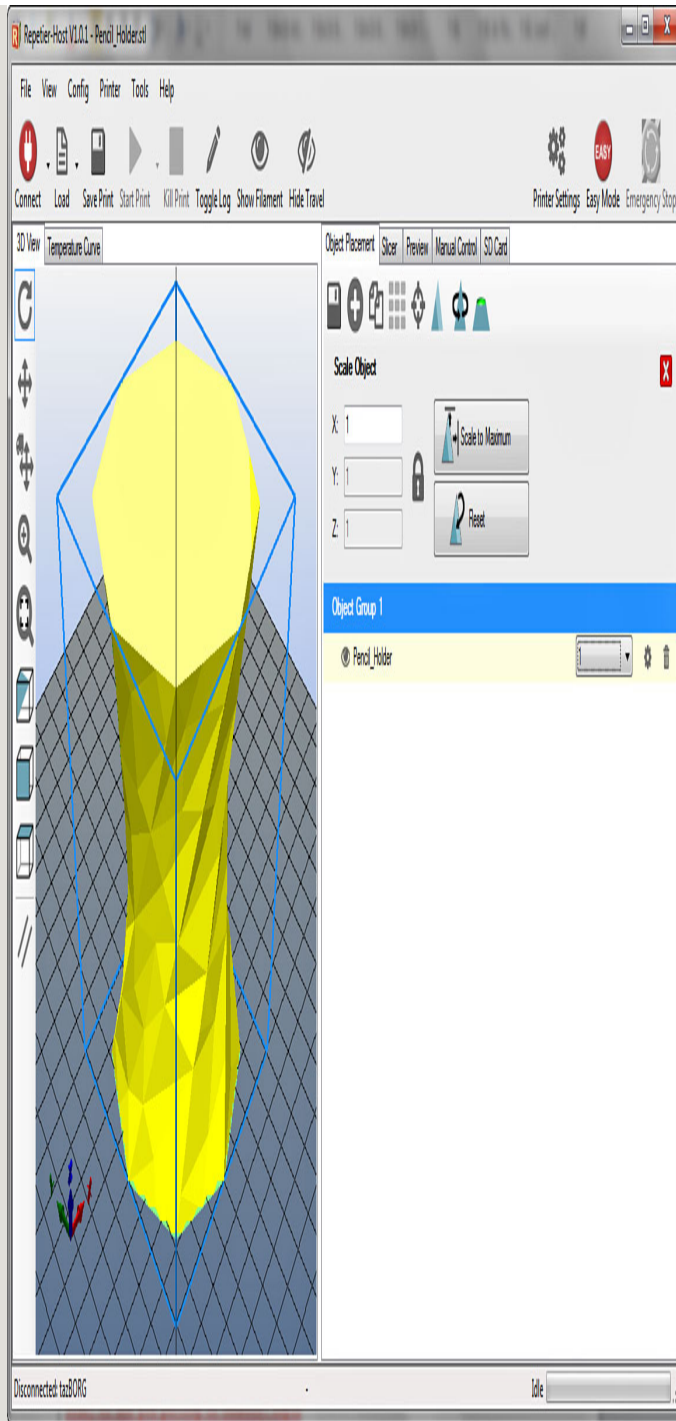 Repetier-Host V1.0.1 - Pencil_Holder.stl
File View Config Printer Tools Help
Connect Load Save Print Start Print Kill Print Toggle Log Show Filament Hide Travel Printer Settings Easy Mode Emergency Stop
EASY
3D View Temperature Curve
Object Placement Slicer Preview Manual Control SD Card
Scale Object
X: 1
Y: 1
Z: 1
Scale to Maximum
Reset
Object Group 1
Pencil_Holder 1
Disconnected: tazBORG - Idle